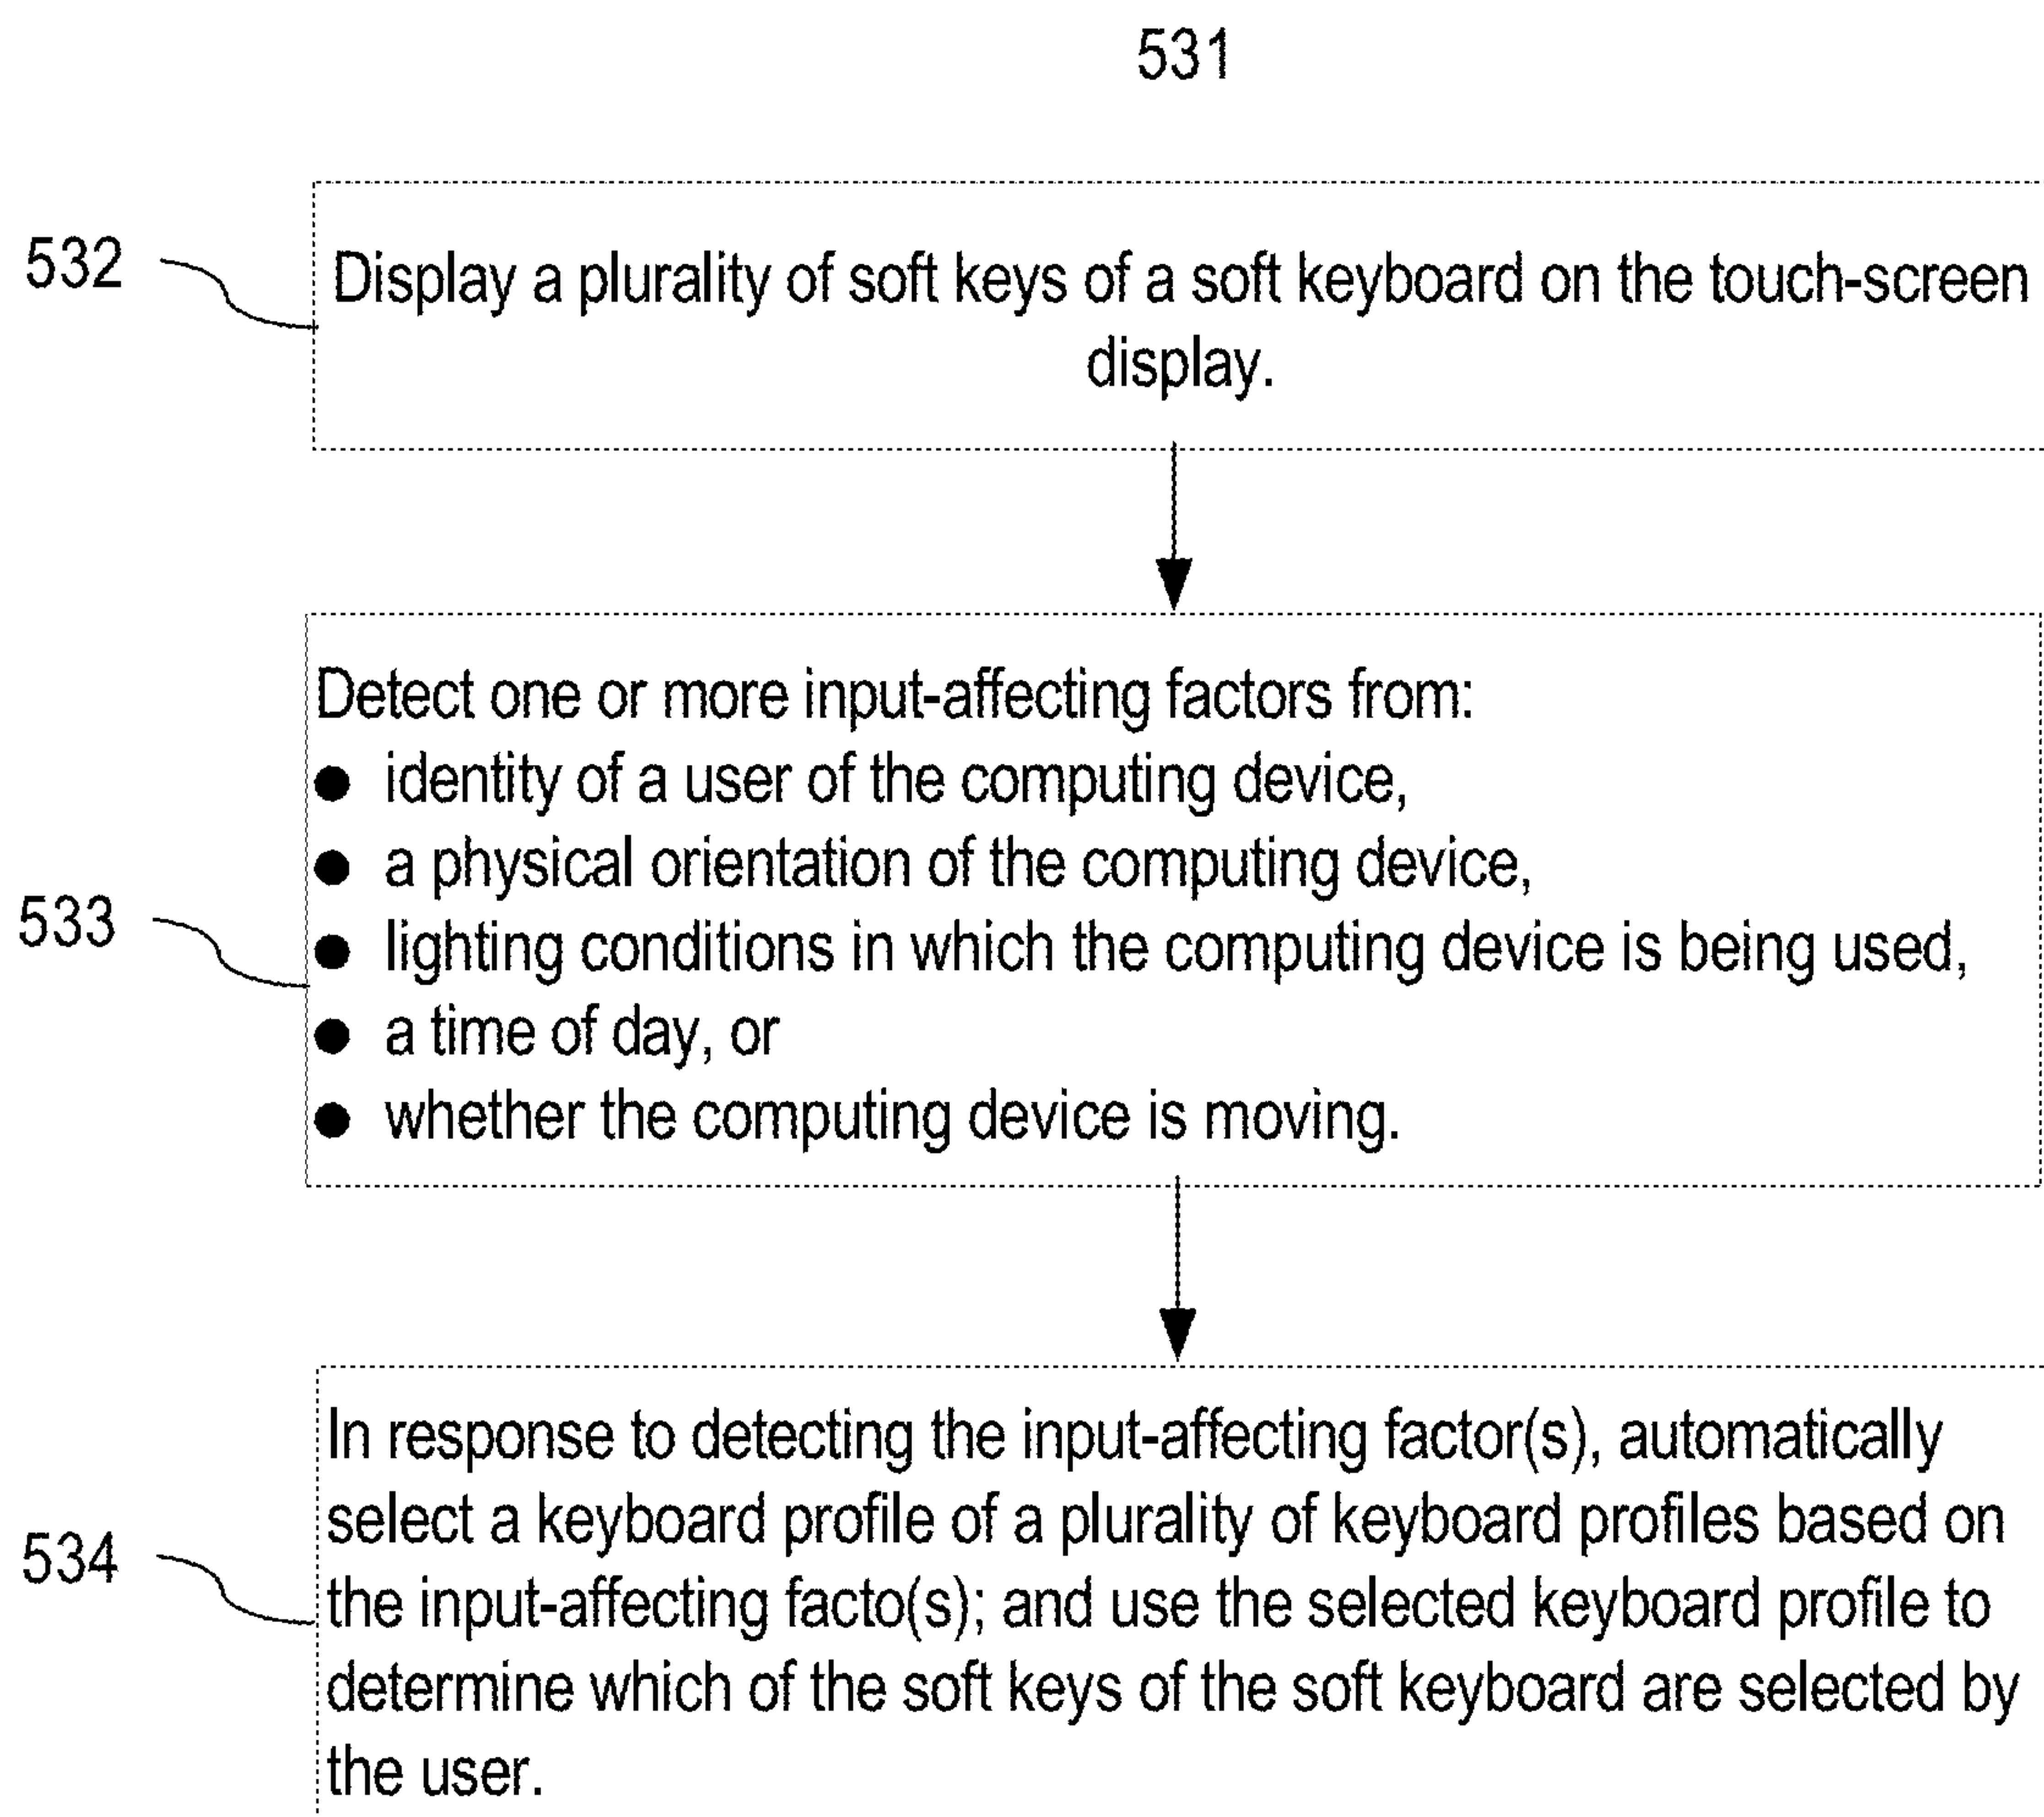 531
532
Display a plurality of soft keys of a soft keyboard on the touch-screen
display.
533
Detect one or more input-affecting factors from:
● identity of a user of the computing device,
● a physical orientation of the computing device,
● lighting conditions in which the computing device is being used,
● a time of day, or
● whether the computing device is moving.
534
In response to detecting the input-affecting factor(s), automatically
select a keyboard profile of a plurality of keyboard profiles based on
the input-affecting facto(s); and use the selected keyboard profile to
determine which of the soft keys of the soft keyboard are selected by
the user.